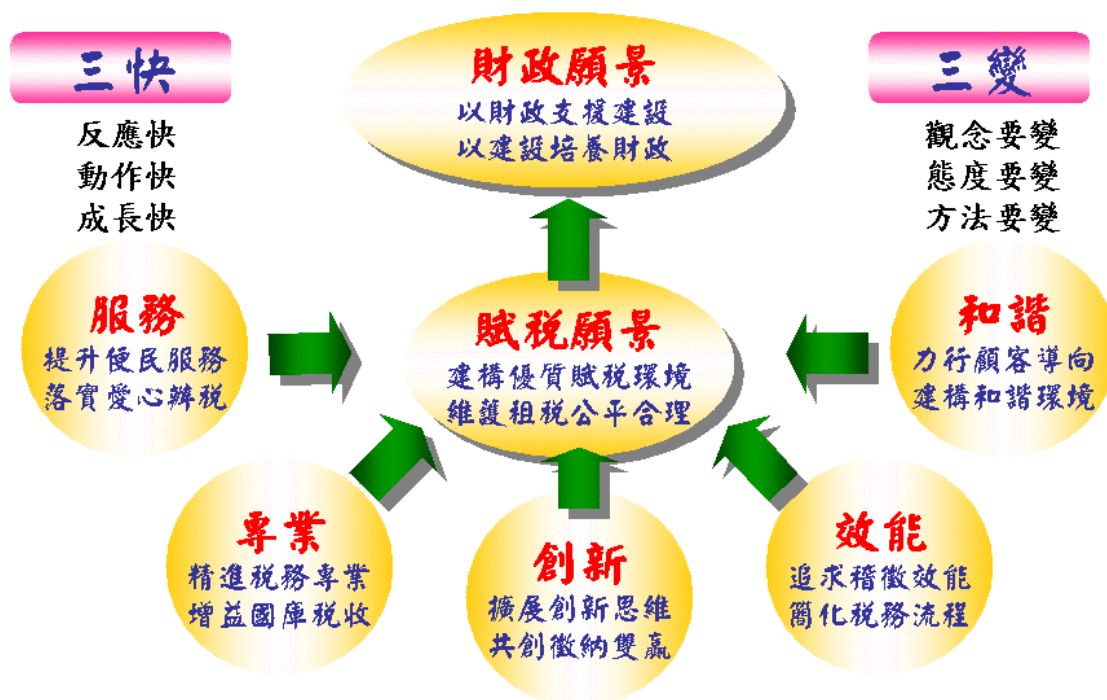 三快
反應快
動作快
成長快
財政願景
以財政支援建設
以建設培養財政
三變
觀念要變
態度要變
方法要變
服務
提升便民服務
落實愛心辦稅
賦稅願景
建構優質賦稅環境
維護租稅公平合理
和諧
力行顧客導向
建構和諧環境
專業
精進稅務專業
增益國庫稅收
創新
擴展創新思維
共創徵納雙贏
效能
追求稽徵效能
簡化稅務流程